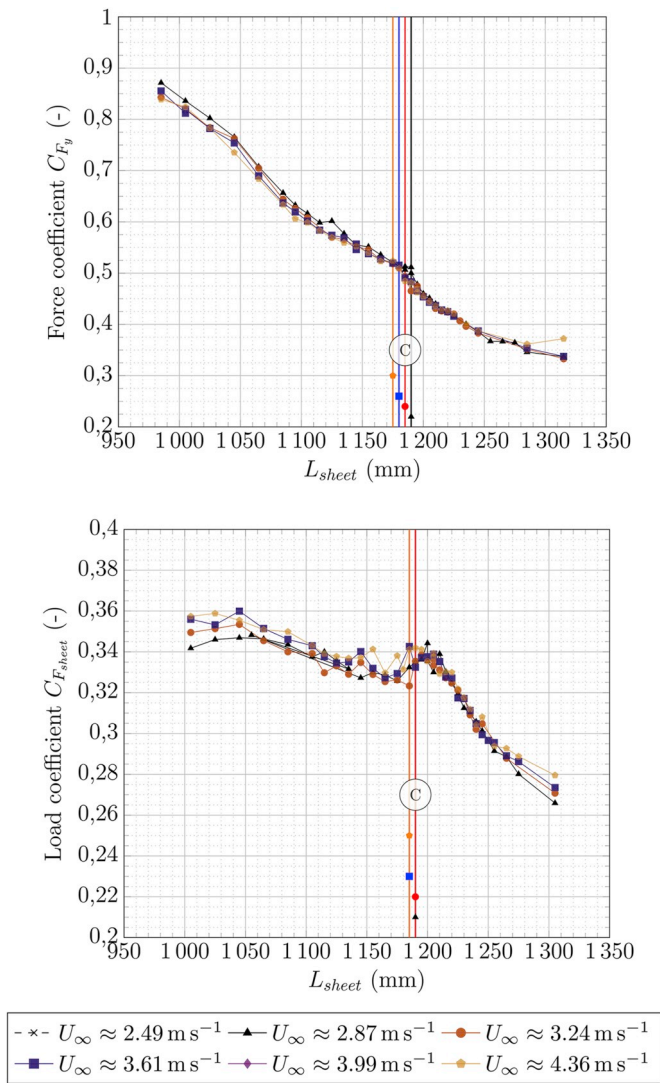 1
0,9
0,8
0,7
0,6
0,5
0,4
0,3
0,2
950 1 000 1 050 1 100 1 150 1 200 1 250 1 300 1 350
Force coefficient C_{F_y} (-)
L_{sheet} (mm)
C
0,4
0,38
0,36
0,34
0,32
0,3
0,28
0,26
0,24
0,22
0,2
950 1 000 1 050 1 100 1 150 1 200 1 250 1 300 1 350
Load coefficient C_{F_{sheet}} (-)
L_{sheet} (mm)
C
U_∞ ≈ 2.49 m s⁻¹ U_∞ ≈ 2.87 m s⁻¹ U_∞ ≈ 3.24 m s⁻¹
U_∞ ≈ 3.61 m s⁻¹ U_∞ ≈ 3.99 m s⁻¹ U_∞ ≈ 4.36 m s⁻¹